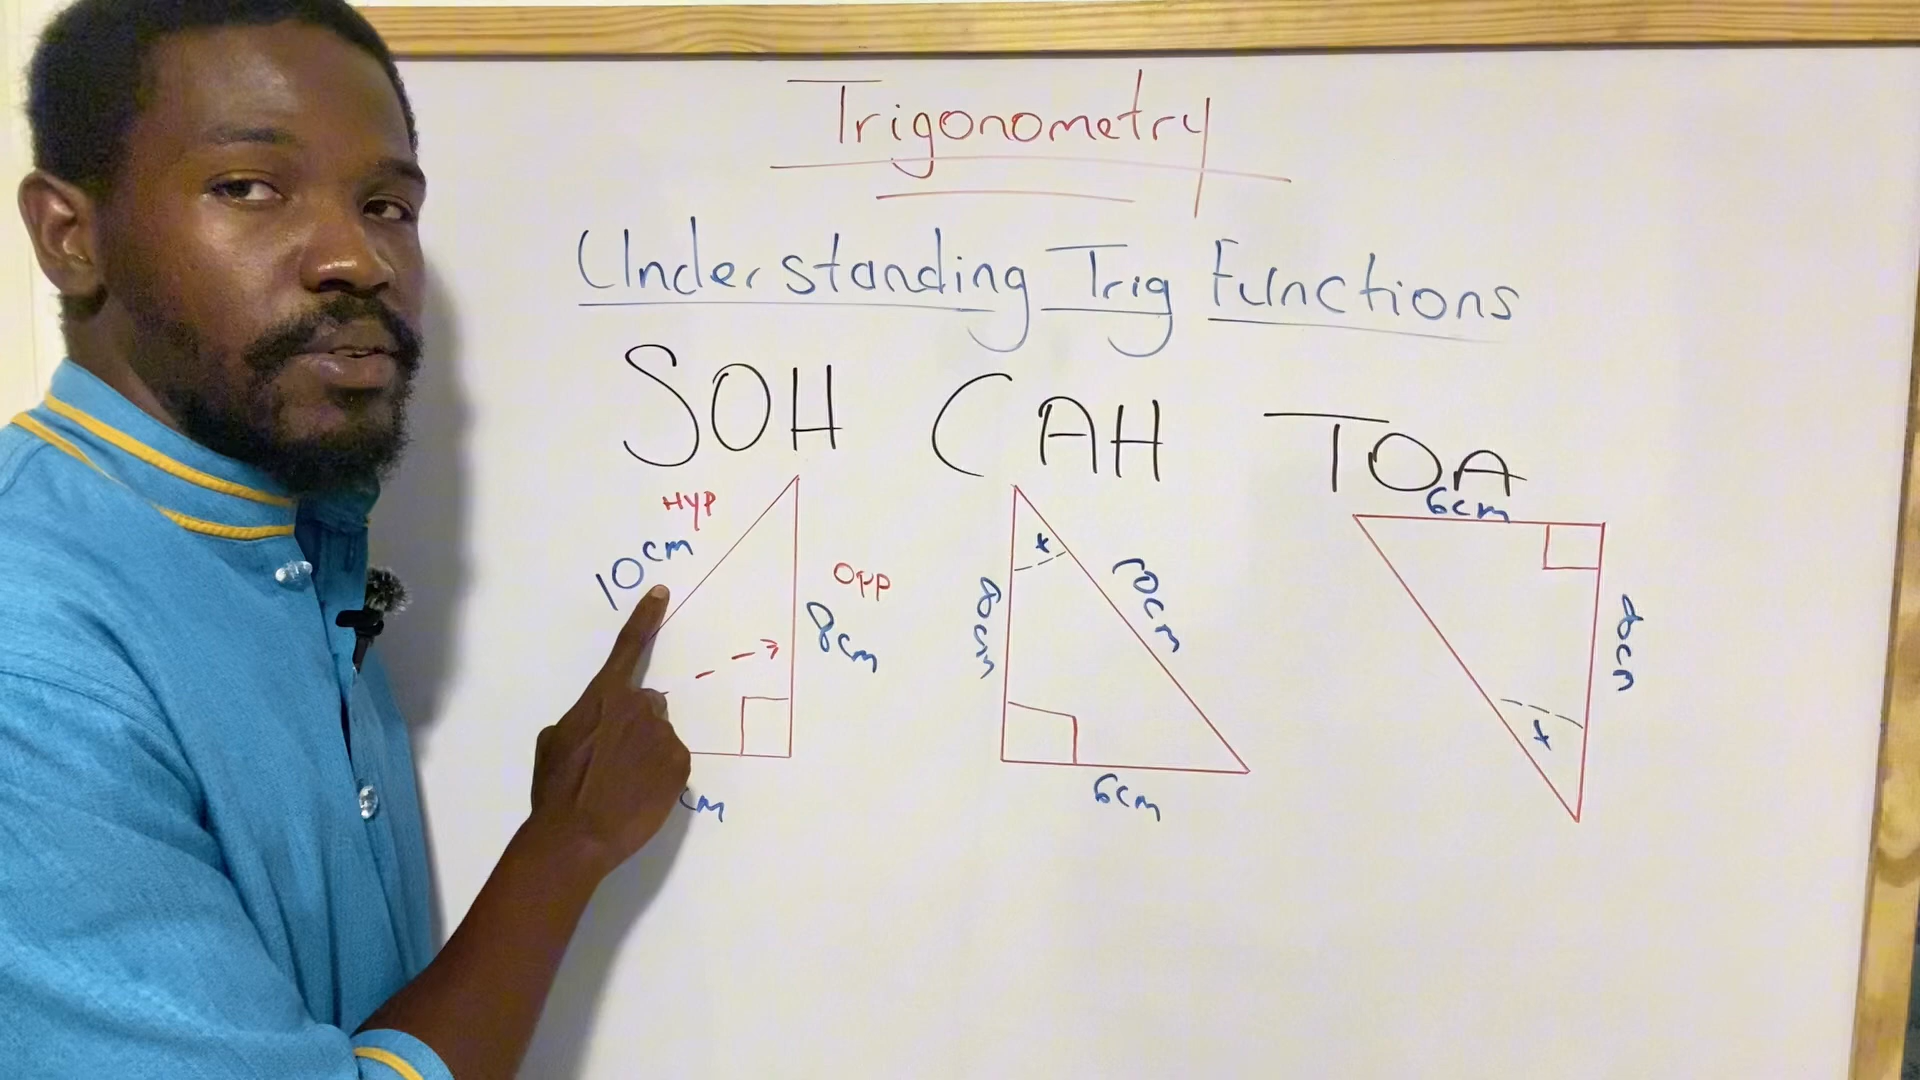 Trigonometry
Understanding Trig Functions
SOH CAH TOA
HYP
10cm
Opp
8cm
cm
x
8cm
10cm
6cm
6cm
8cm
x